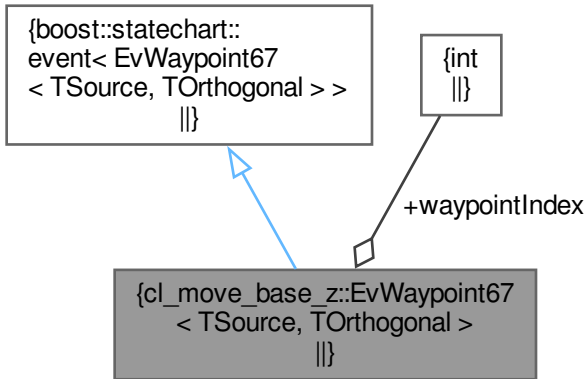 {boost::statechart::
event< EvWaypoint67
< TSource, TOrthogonal > >
||}
{int
||}
+waypointIndex
{cl_move_base_z::EvWaypoint67
< TSource, TOrthogonal >
||}